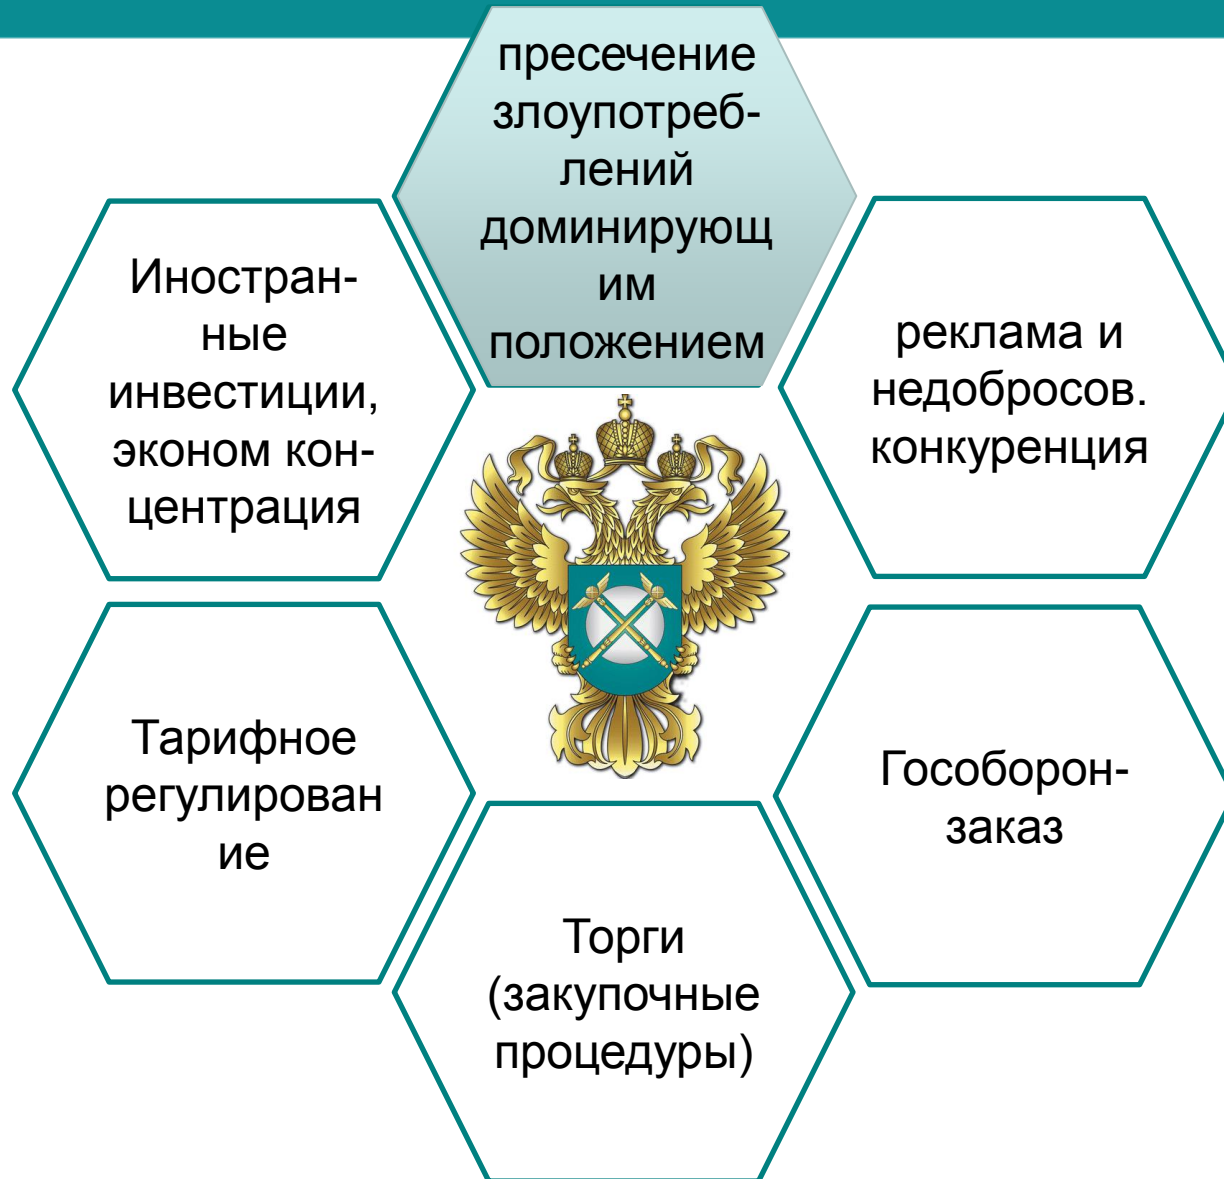 пресечение
злоупотреб-
лений
доминирующ
им
положением
Иностран-
ные
инвестиции,
эконом кон-
центрация
реклама и
недобросов.
конкуренция
Тарифное
регулирован
ие
Гособорон-
заказ
Торги
(закупочные
процедуры)